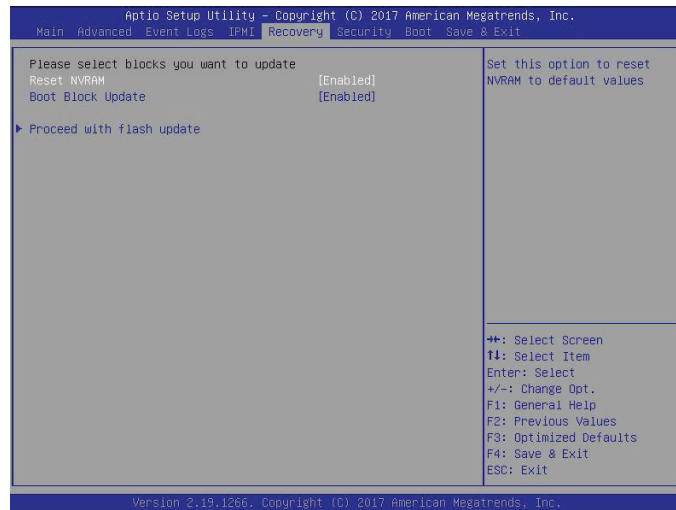 Aptio Setup Utility – Copyright (C) 2017 American Megatrends, Inc.
Main Advanced Event Logs IPMI Recovery Security Boot Save & Exit
Please select blocks you want to update
Reset NVRAM [Enabled]
Boot Block Update [Enabled]
Proceed with flash update
Set this option to reset
NVRAM to default values
→←: Select Screen
↑↓: Select Item
Enter: Select
+/-: Change Opt.
F1: General Help
F2: Previous Values
F3: Optimized Defaults
F4: Save & Exit
ESC: Exit
Version 2.19.1266. Copyright (C) 2017 American Megatrends, Inc.